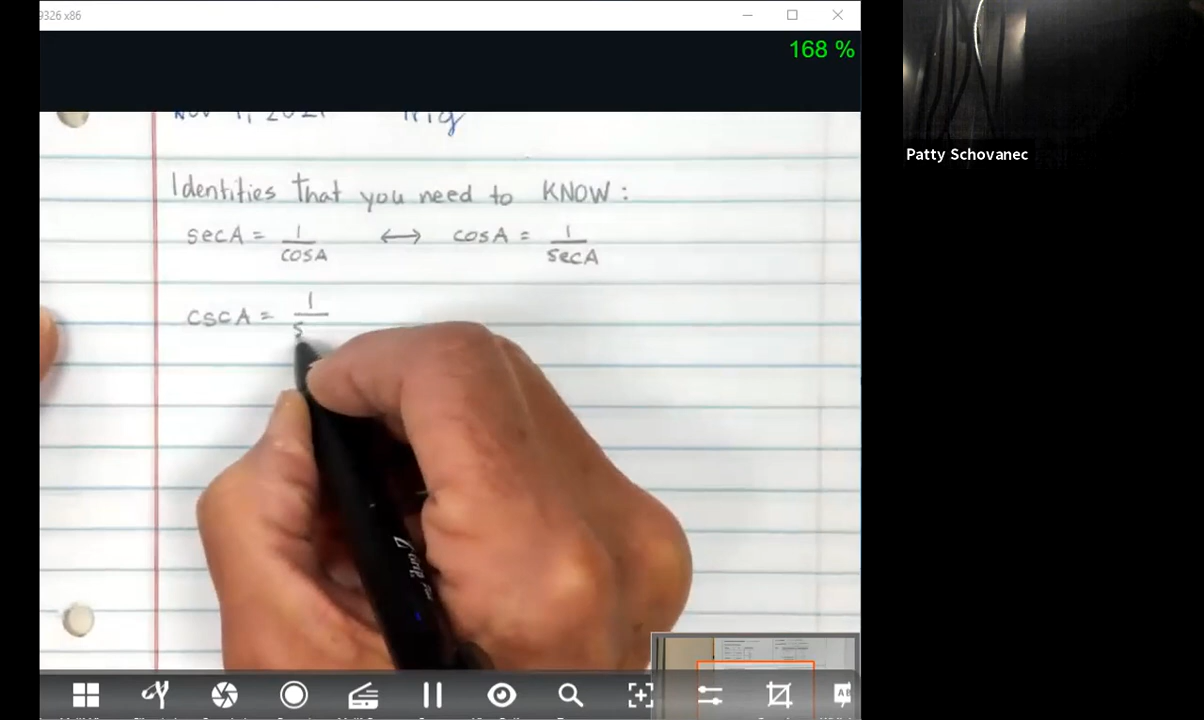 9326 x86
168 %
Patty Schovanec
Identities that you need to KNOW:
secA = 1/cosA ↔ cosA = 1/secA
cscA = 1/s